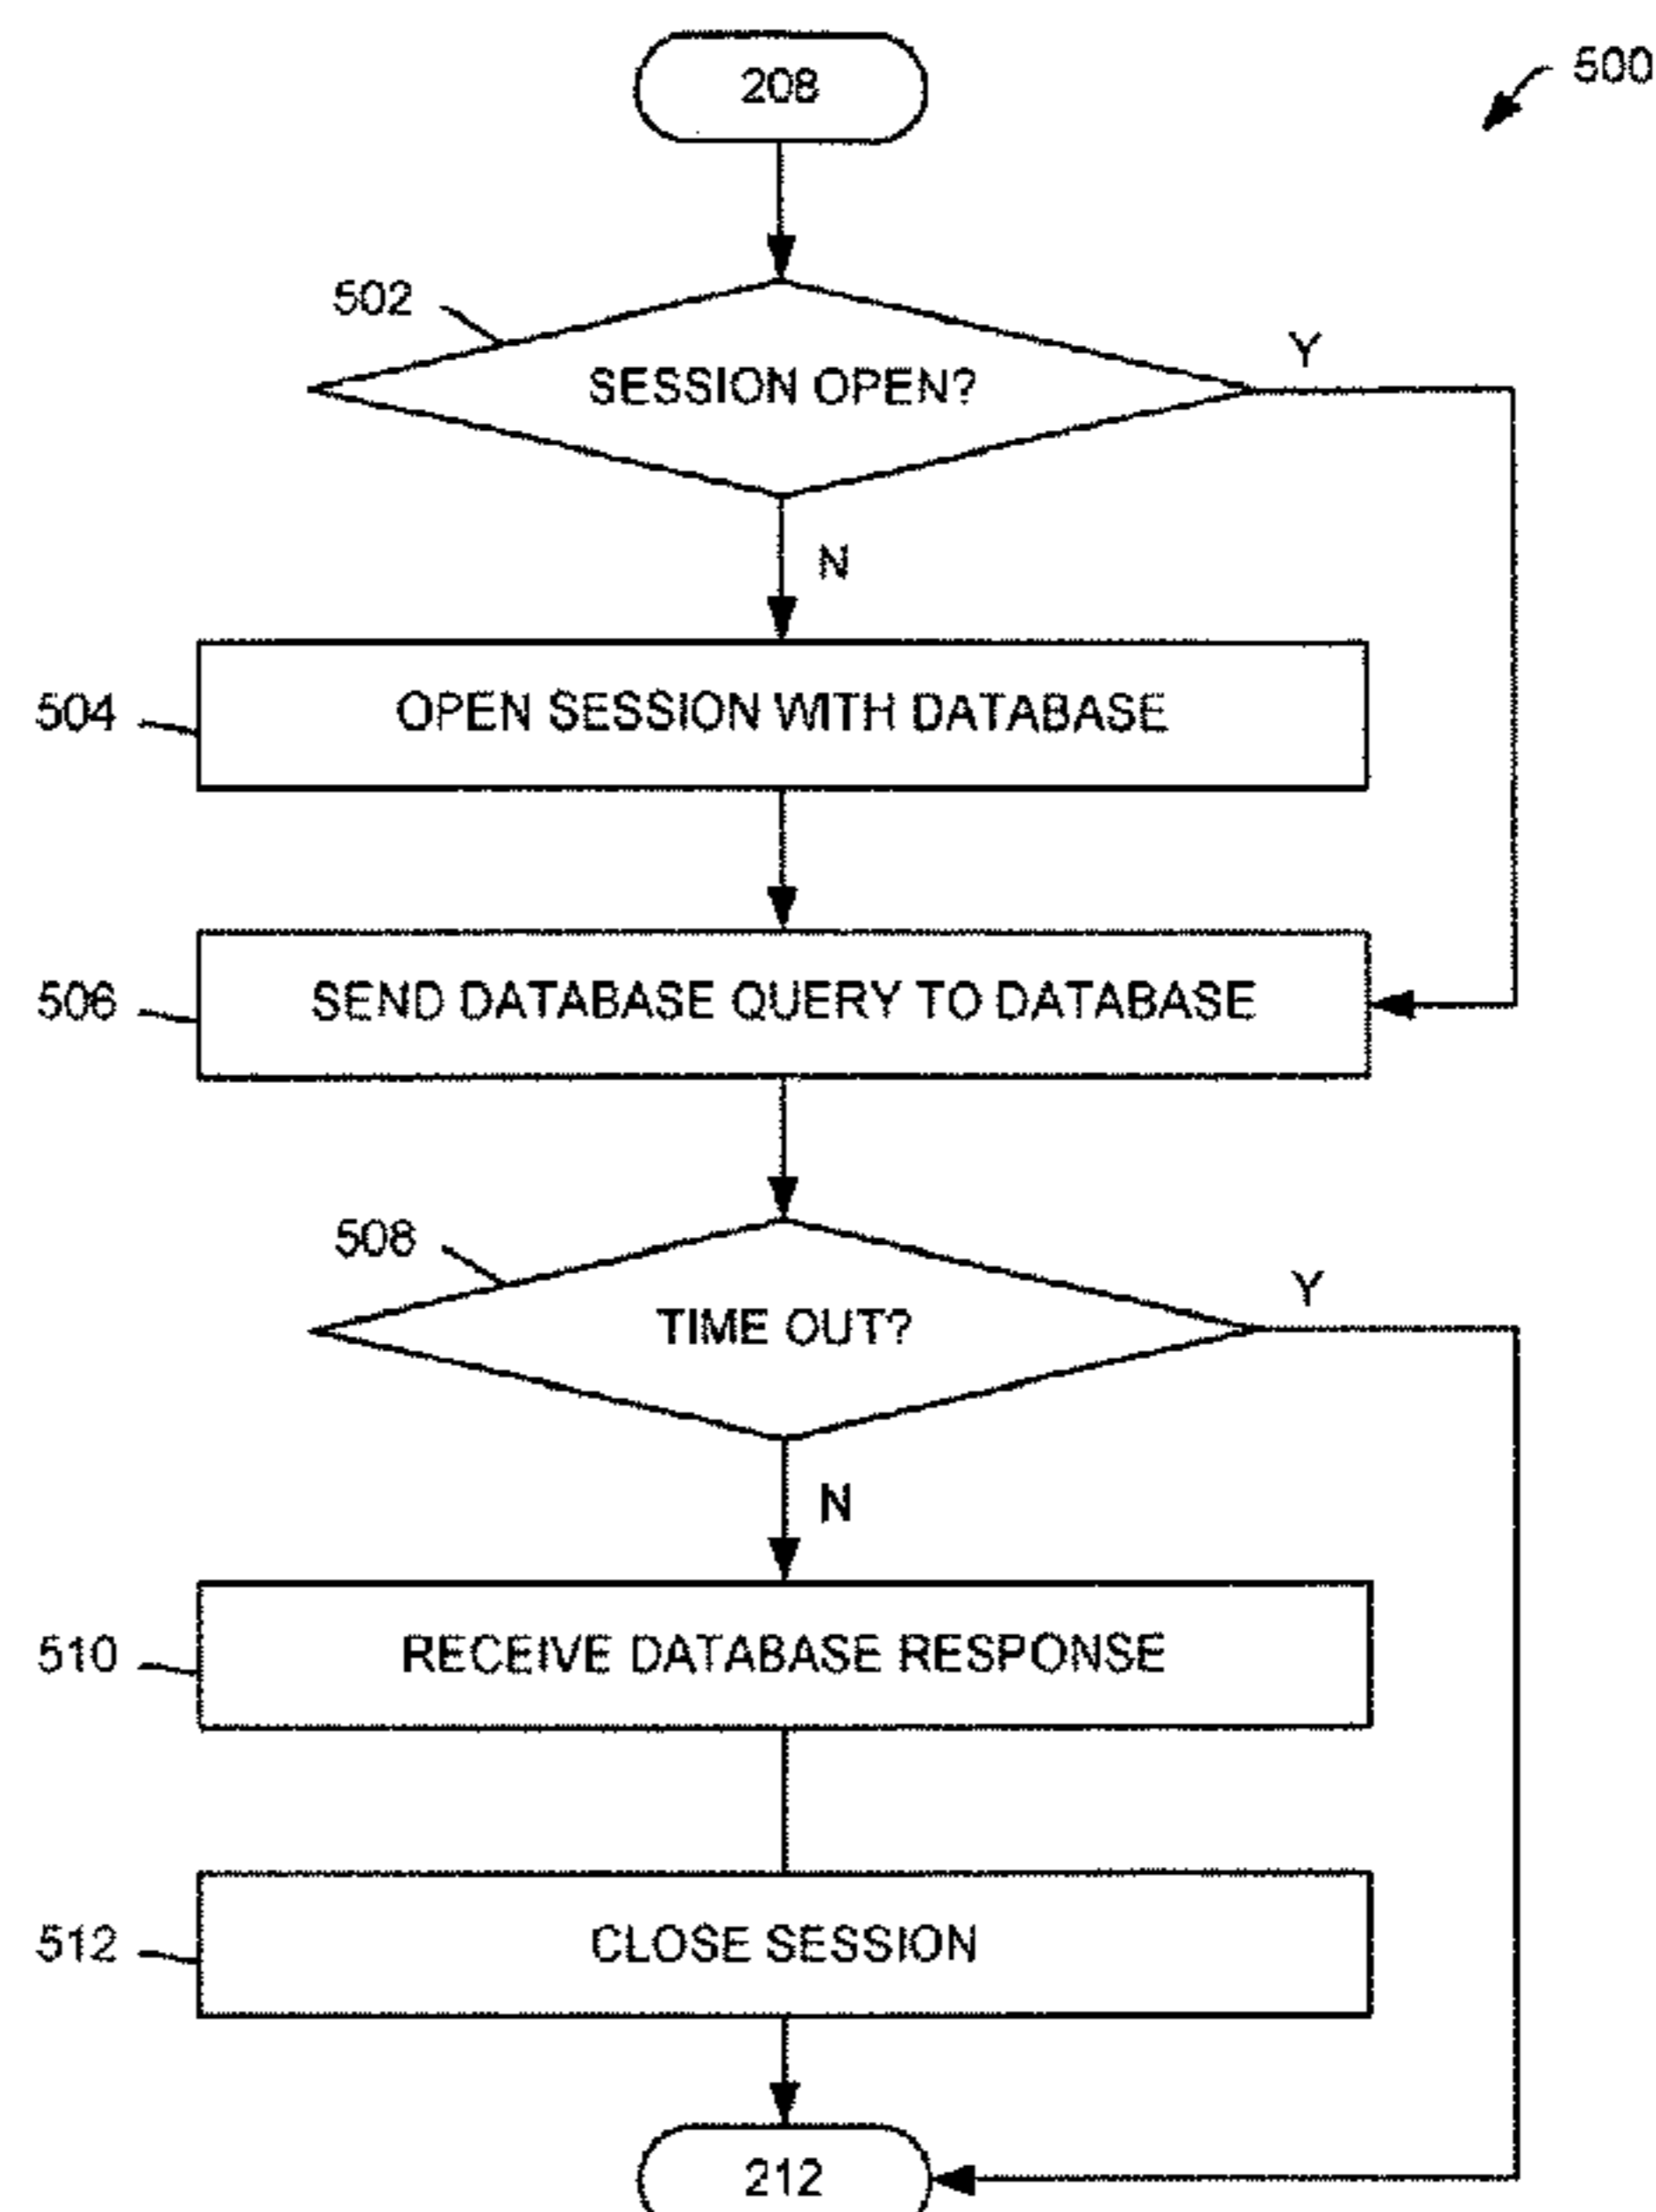 208
500
502
SESSION OPEN?
Y
N
504
OPEN SESSION WITH DATABASE
506
SEND DATABASE QUERY TO DATABASE
508
TIME OUT?
Y
N
510
RECEIVE DATABASE RESPONSE
512
CLOSE SESSION
212